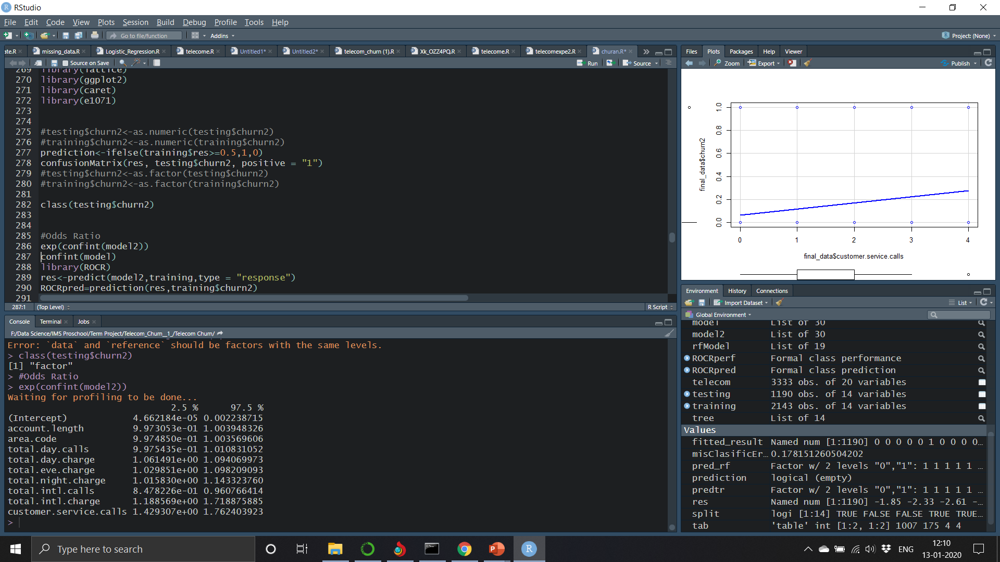 RStudio
File Edit Code View Plots Session Build Debug Profile Tools Help
Go to file/function Addins Project: (None)
ate.R missing_data.R Logistic_Regression.R telecome.R Untitled1* Untitled2* telecom_churn (1).R Xk_OZZ4PQ.R telecome.R telecomexpe2.R churan.R*
Source on Save Run Source
269 library(lattice)
270 library(ggplot2)
271 library(caret)
272 library(e1071)
273
274
275 #testing$churn2<-as.numeric(testing$churn2)
276 #training$churn2<-as.numeric(training$churn2)
277 prediction<-ifelse(training$res>=0.5,1,0)
278 confusionMatrix(res, testing$churn2, positive = "1")
279 #testing$churn2<-as.factor(testing$churn2)
280 #training$churn2<-as.factor(training$churn2)
281
282 class(testing$churn2)
283
284
285 #Odds Ratio
286 exp(confint(model2))
287 confint(model)
288 library(ROCR)
289 res<-predict(model2,training,type = "response")
290 ROCRpred=prediction(res,training$churn2)
291
287:1 (Top Level) R Script
Console Terminal Jobs
F:/Data Science/IMS Proschool/Term Project/Telecom_Churn__1_/Telecom Churn/
Error: `data` and `reference` should be factors with the same levels.
> class(testing$churn2)
[1] "factor"
> #Odds Ratio
> exp(confint(model2))
Waiting for profiling to be done...
2.5 % 97.5 %
(Intercept) 4.662184e-05 0.002238715
account.length 9.973053e-01 1.003948326
area.code 9.974850e-01 1.003569606
total.day.calls 9.975435e-01 1.010831052
total.day.charge 1.061491e+00 1.094069973
total.eve.charge 1.029851e+00 1.098209093
total.night.charge 1.015830e+00 1.143323760
total.intl.calls 8.478226e-01 0.960766414
total.intl.charge 1.188569e+00 1.718875885
customer.service.calls 1.429307e+00 1.762403923
>
Files Plots Packages Help Viewer
Zoom Export Publish
final_data$churn2
1.0
0.8
0.6
0.4
0.2
0.0
0 1 2 3 4
final_data$customer.service.calls
Environment History Connections
Import Dataset List
Global Environment
model List of 30
model2 List of 30
rfModel List of 19
ROCRperf Formal class performance
ROCRpred Formal class prediction
telecom 3333 obs. of 20 variables
testing 1190 obs. of 14 variables
training 2143 obs. of 14 variables
tree List of 14
Values
fitted_result Named num [1:1190] 0 0 0 0 0 1 0 0 0 0…
misClasificEr… 0.178151260504202
pred_rf Factor w/ 2 levels "0","1": 1 1 1 1 1 …
prediction logical (empty)
predtr Factor w/ 2 levels "0","1": 1 1 1 1 1 …
res Named num [1:1190] -1.85 -2.33 -2.61 -…
split logi [1:14] TRUE FALSE FALSE TRUE TRUE…
tab 'table' int [1:2, 1:2] 1007 175 4 4
Type here to search
ENG
12:10
13-01-2020